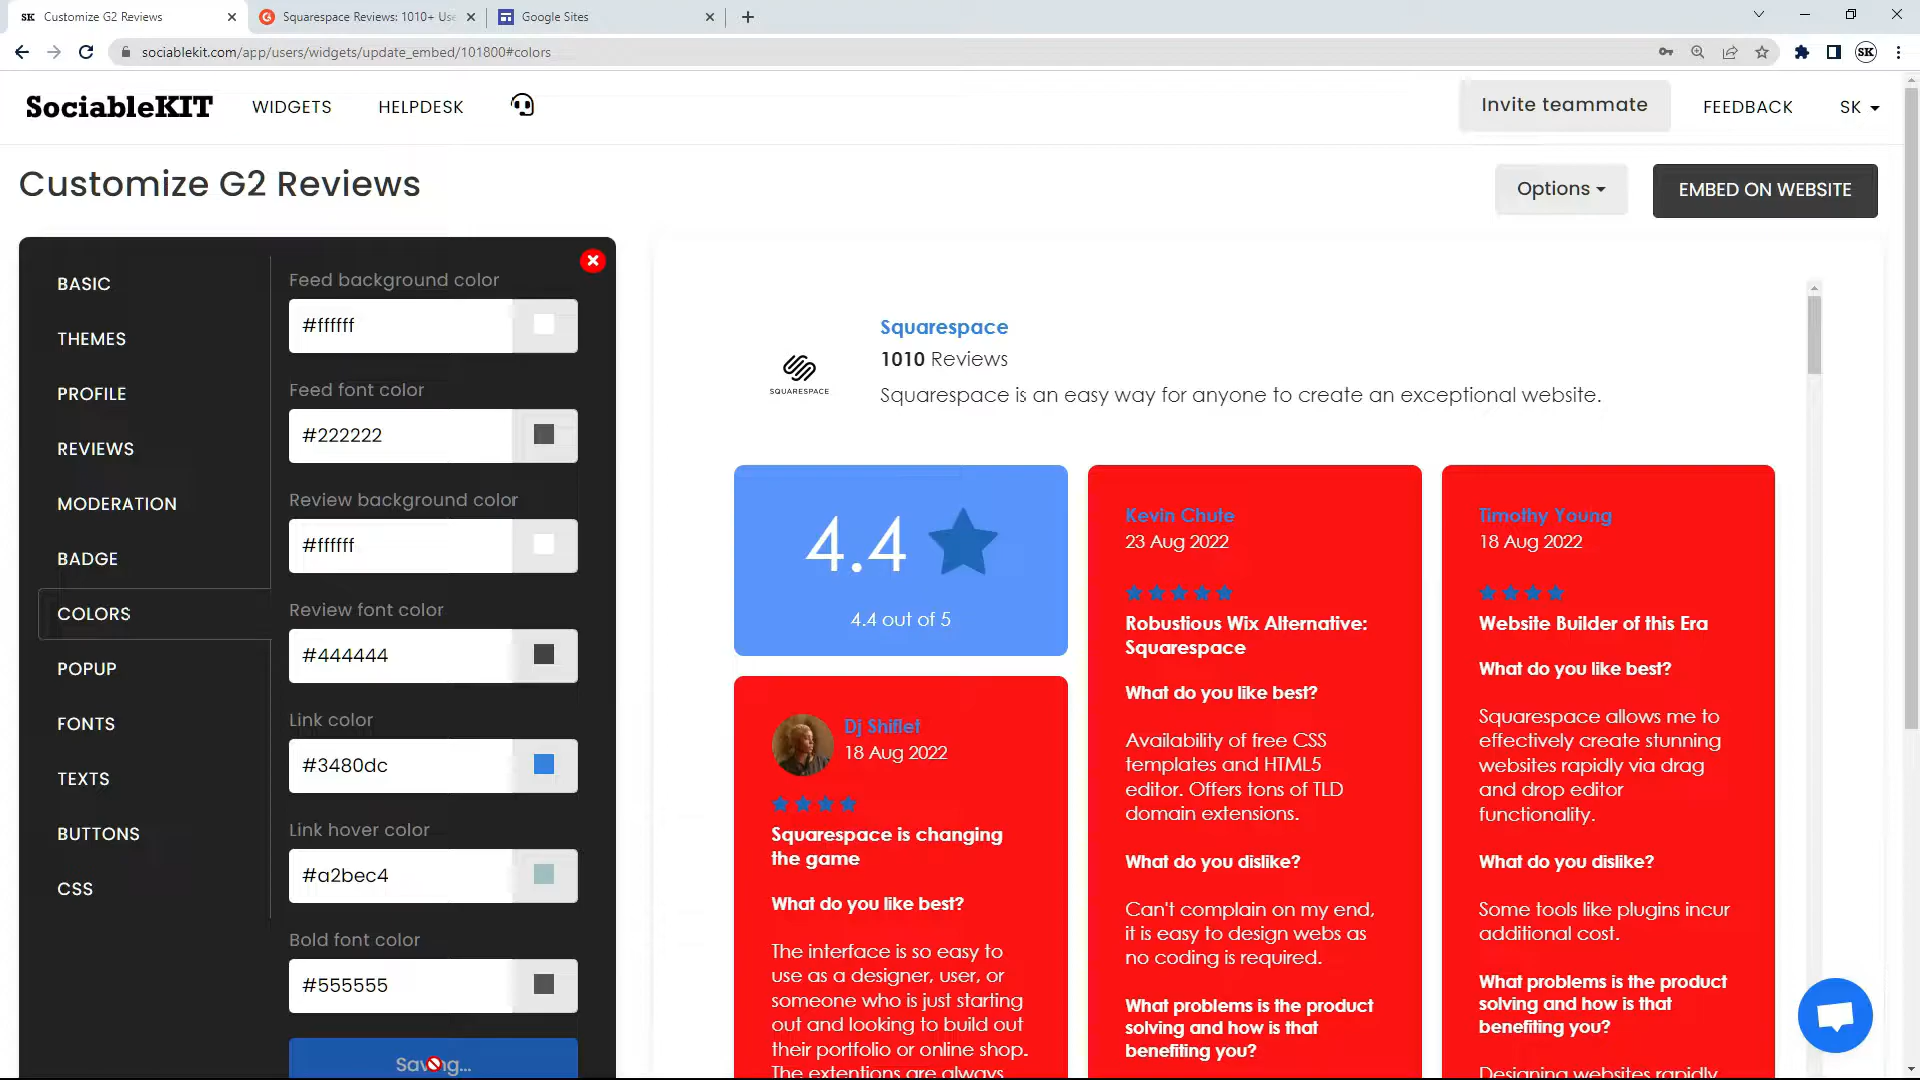 SK Customize G2 Reviews
Squarespace Reviews: 1010+ Use
Google Sites
sociablekit.com/app/users/widgets/update_embed/101800#colors
SK
SociableKIT
WIDGETS
HELPDESK
Invite teammate
FEEDBACK
SK
Customize G2 Reviews
Options
EMBED ON WEBSITE
BASIC
THEMES
PROFILE
REVIEWS
MODERATION
BADGE
COLORS
POPUP
FONTS
TEXTS
BUTTONS
CSS
Feed background color
#ffffff
Feed font color
#222222
Review background color
#ffffff
Review font color
#444444
Link color
#3480dc
Link hover color
#a2bec4
Bold font color
#555555
Saving...
SQUARESPACE
Squarespace
1010 Reviews
Squarespace is an easy way for anyone to create an exceptional website.
4.4
4.4 out of 5
Dj Shiflet
18 Aug 2022
Squarespace is changing
the game
What do you like best?
The interface is so easy to
use as a designer, user, or
someone who is just starting
out and looking to build out
their portfolio or online shop.
The extentions are always
Kevin Chute
23 Aug 2022
Robustious Wix Alternative:
Squarespace
What do you like best?
Availability of free CSS
templates and HTML5
editor. Offers tons of TLD
domain extensions.
What do you dislike?
Can't complain on my end,
it is easy to design webs as
no coding is required.
What problems is the product
solving and how is that
benefiting you?
Timothy Young
18 Aug 2022
Website Builder of this Era
What do you like best?
Squarespace allows me to
effectively create stunning
websites rapidly via drag
and drop editor
functionality.
What do you dislike?
Some tools like plugins incur
additional cost.
What problems is the product
solving and how is that
benefiting you?
Designing websites rapidly